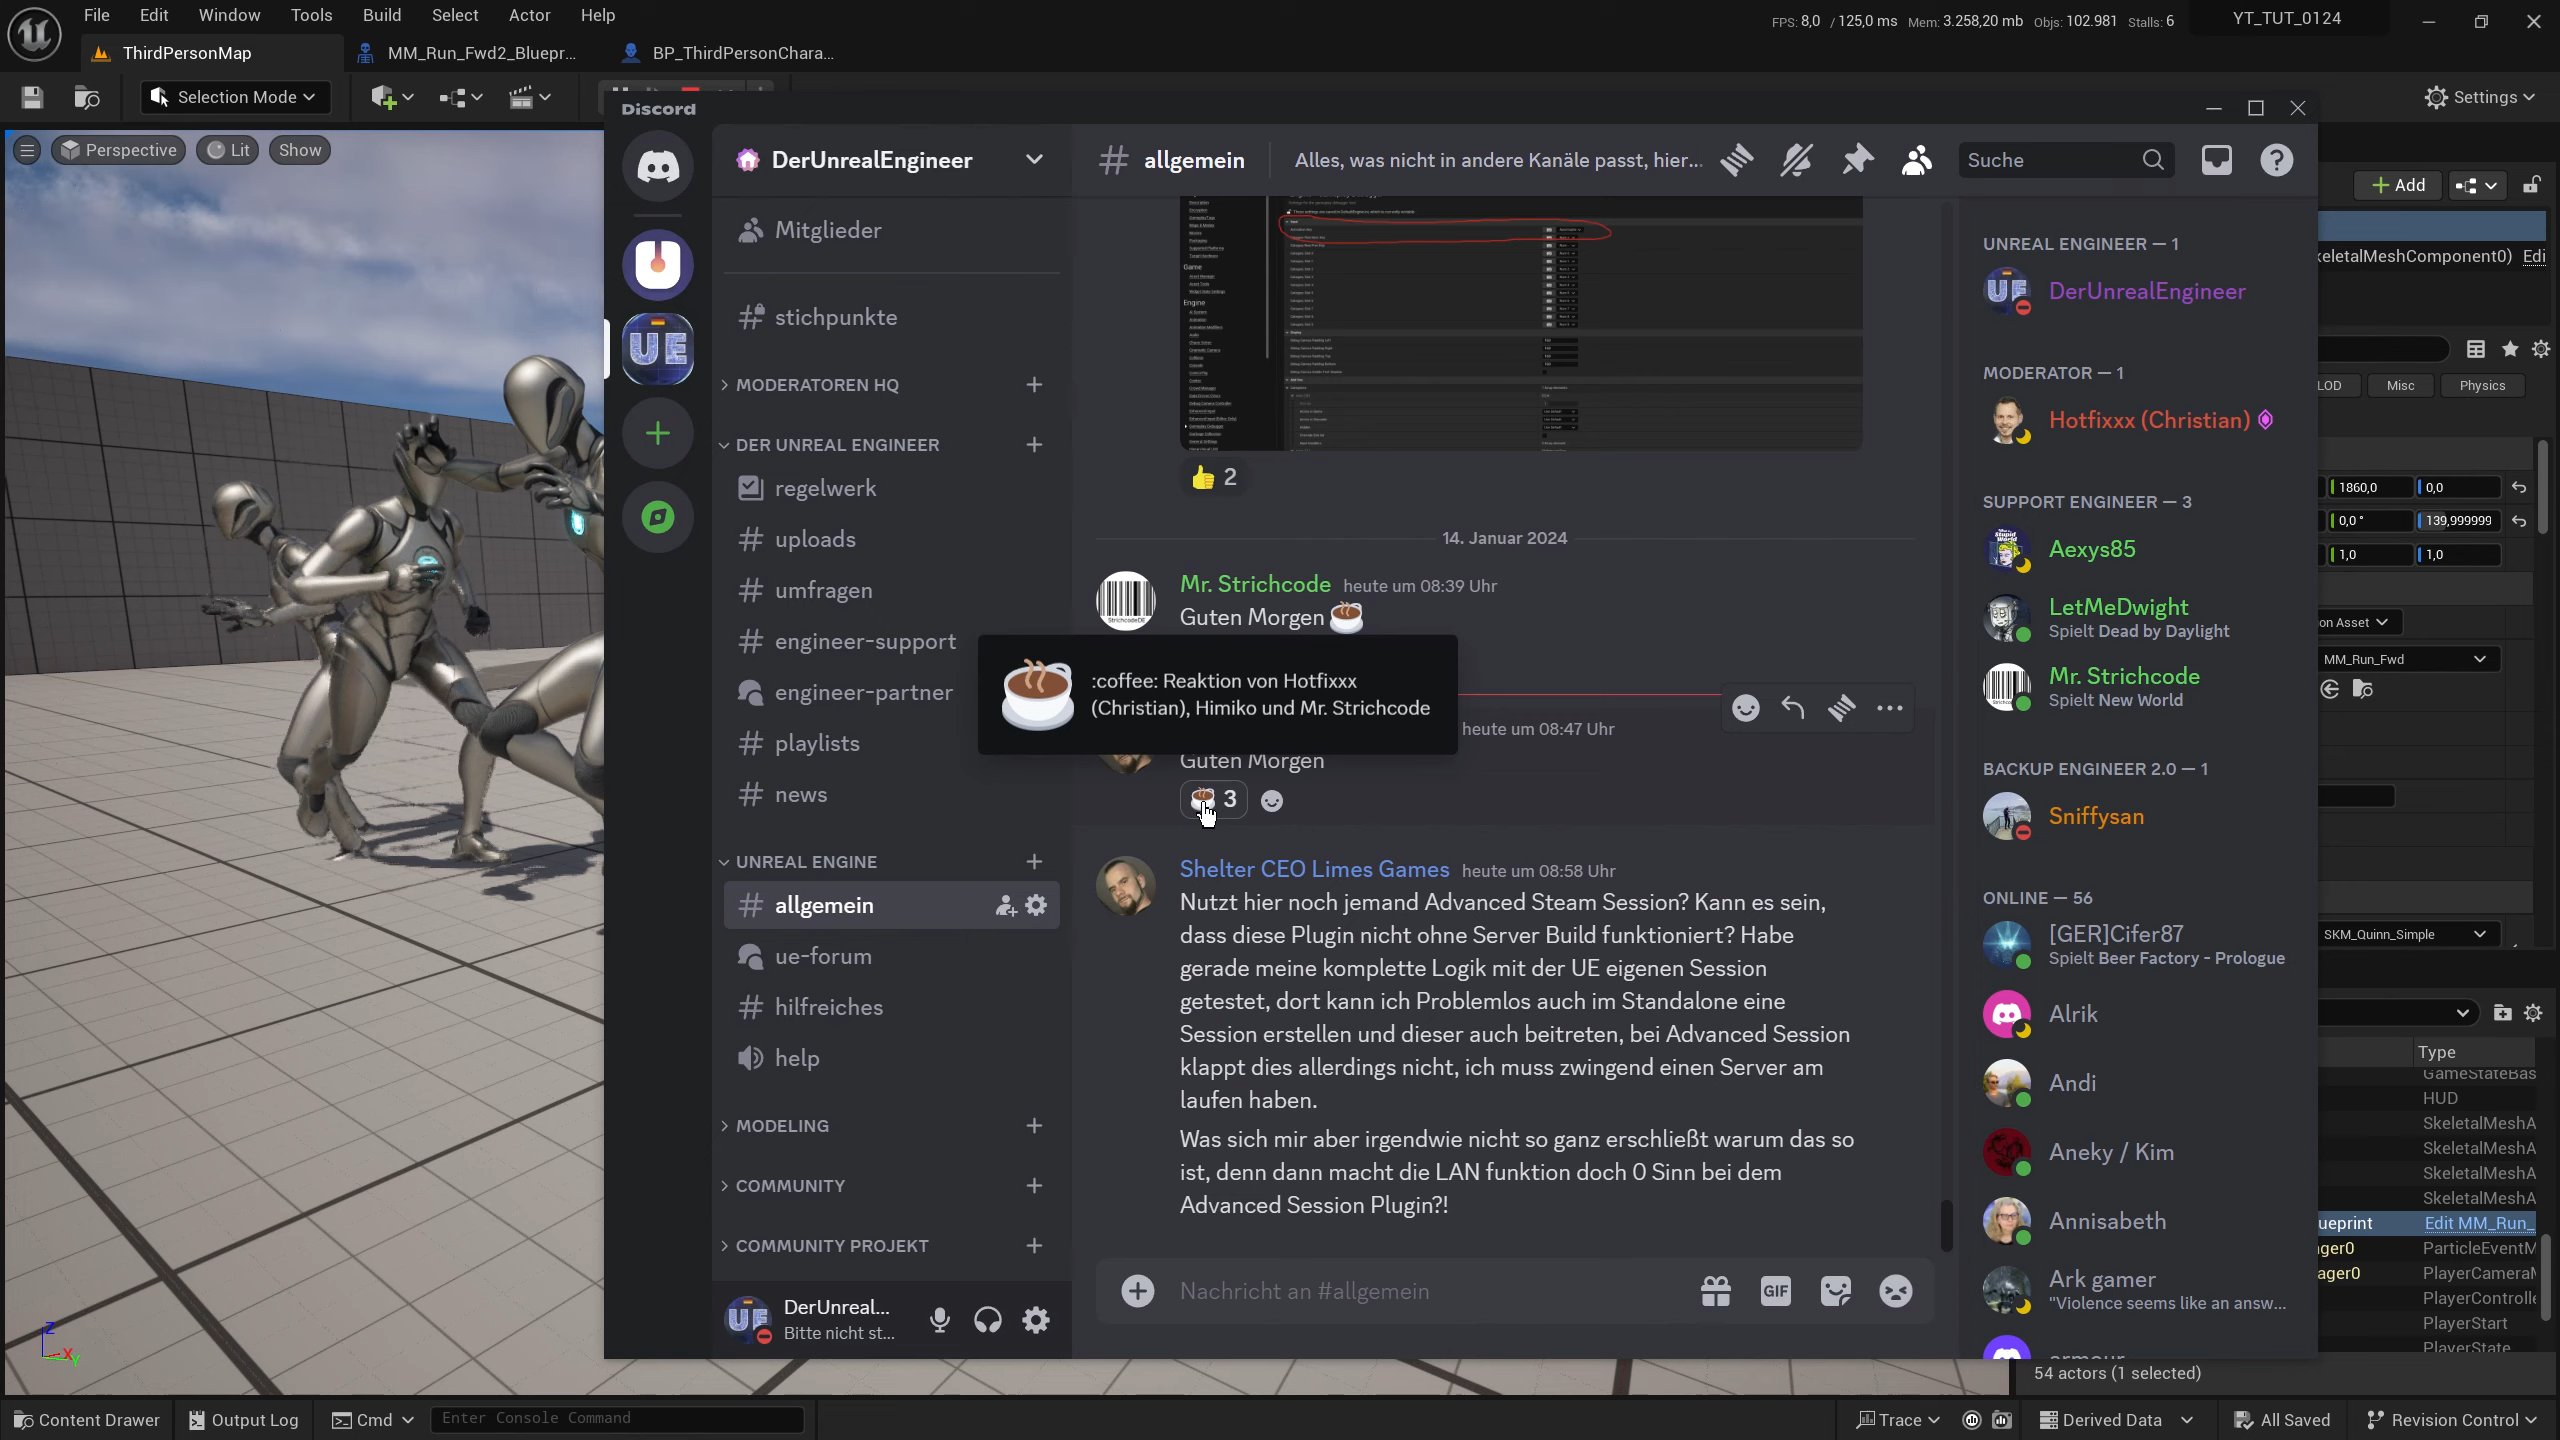 File Edit Window Tools Build Select Actor Help
FPS: 8,0 / 125,0 ms Mem: 3.258,20 mb Objs: 102.981 Stalls: 6 YT_TUT_0124
ThirdPersonMap MM_Run_Fwd2_Bluepr... BP_ThirdPersonChara...
Selection Mode Settings
Perspective Lit Show
Add
keletalMeshComponent0) Edi
LOD Misc Physics
1860,0 0,0
0,0 ° 139,999999
1,0 1,0
on Asset
MM_Run_Fwd
SKM_Quinn_Simple
Type
GameStateBas
HUD
SkeletalMeshA
SkeletalMeshA
SkeletalMeshA
SkeletalMeshA
ueprint Edit MM_Run_
ger0 ParticleEventM
ager0 PlayerCameraM
PlayerControlle
PlayerStart
PlayerState
54 actors (1 selected)
Discord
DerUnrealEngineer
Mitglieder
stichpunkte
MODERATOREN HQ
DER UNREAL ENGINEER
regelwerk
uploads
umfragen
engineer-support
engineer-partner
playlists
news
UNREAL ENGINE
allgemein
ue-forum
hilfreiches
help
MODELING
COMMUNITY
COMMUNITY PROJEKT
DerUnreal...
Bitte nicht st...
allgemein Alles, was nicht in andere Kanäle passt, hier... Suche
Game
Engine
2
14. Januar 2024
Mr. Strichcode heute um 08:39 Uhr
Guten Morgen
:coffee: Reaktion von Hotfixxx
(Christian), Himiko und Mr. Strichcode
heute um 08:47 Uhr
Guten Morgen
3
Shelter CEO Limes Games heute um 08:58 Uhr
Nutzt hier noch jemand Advanced Steam Session? Kann es sein,
dass diese Plugin nicht ohne Server Build funktioniert? Habe
gerade meine komplette Logik mit der UE eigenen Session
getestet, dort kann ich Problemlos auch im Standalone eine
Session erstellen und dieser auch beitreten, bei Advanced Session
klappt dies allerdings nicht, ich muss zwingend einen Server am
laufen haben.
Was sich mir aber irgendwie nicht so ganz erschließt warum das so
ist, denn dann macht die LAN funktion doch 0 Sinn bei dem
Advanced Session Plugin?!
Nachricht an #allgemein
GIF
UNREAL ENGINEER — 1
DerUnrealEngineer
MODERATOR — 1
Hotfixxx (Christian)
SUPPORT ENGINEER — 3
Aexys85
LetMeDwight
Spielt Dead by Daylight
Mr. Strichcode
Spielt New World
BACKUP ENGINEER 2.0 — 1
Sniffysan
ONLINE — 56
[GER]Cifer87
Spielt Beer Factory - Prologue
Alrik
Andi
Aneky / Kim
Annisabeth
Ark gamer
"Violence seems like an answ...
Content Drawer Output Log Cmd Enter Console Command
Trace Derived Data All Saved Revision Control